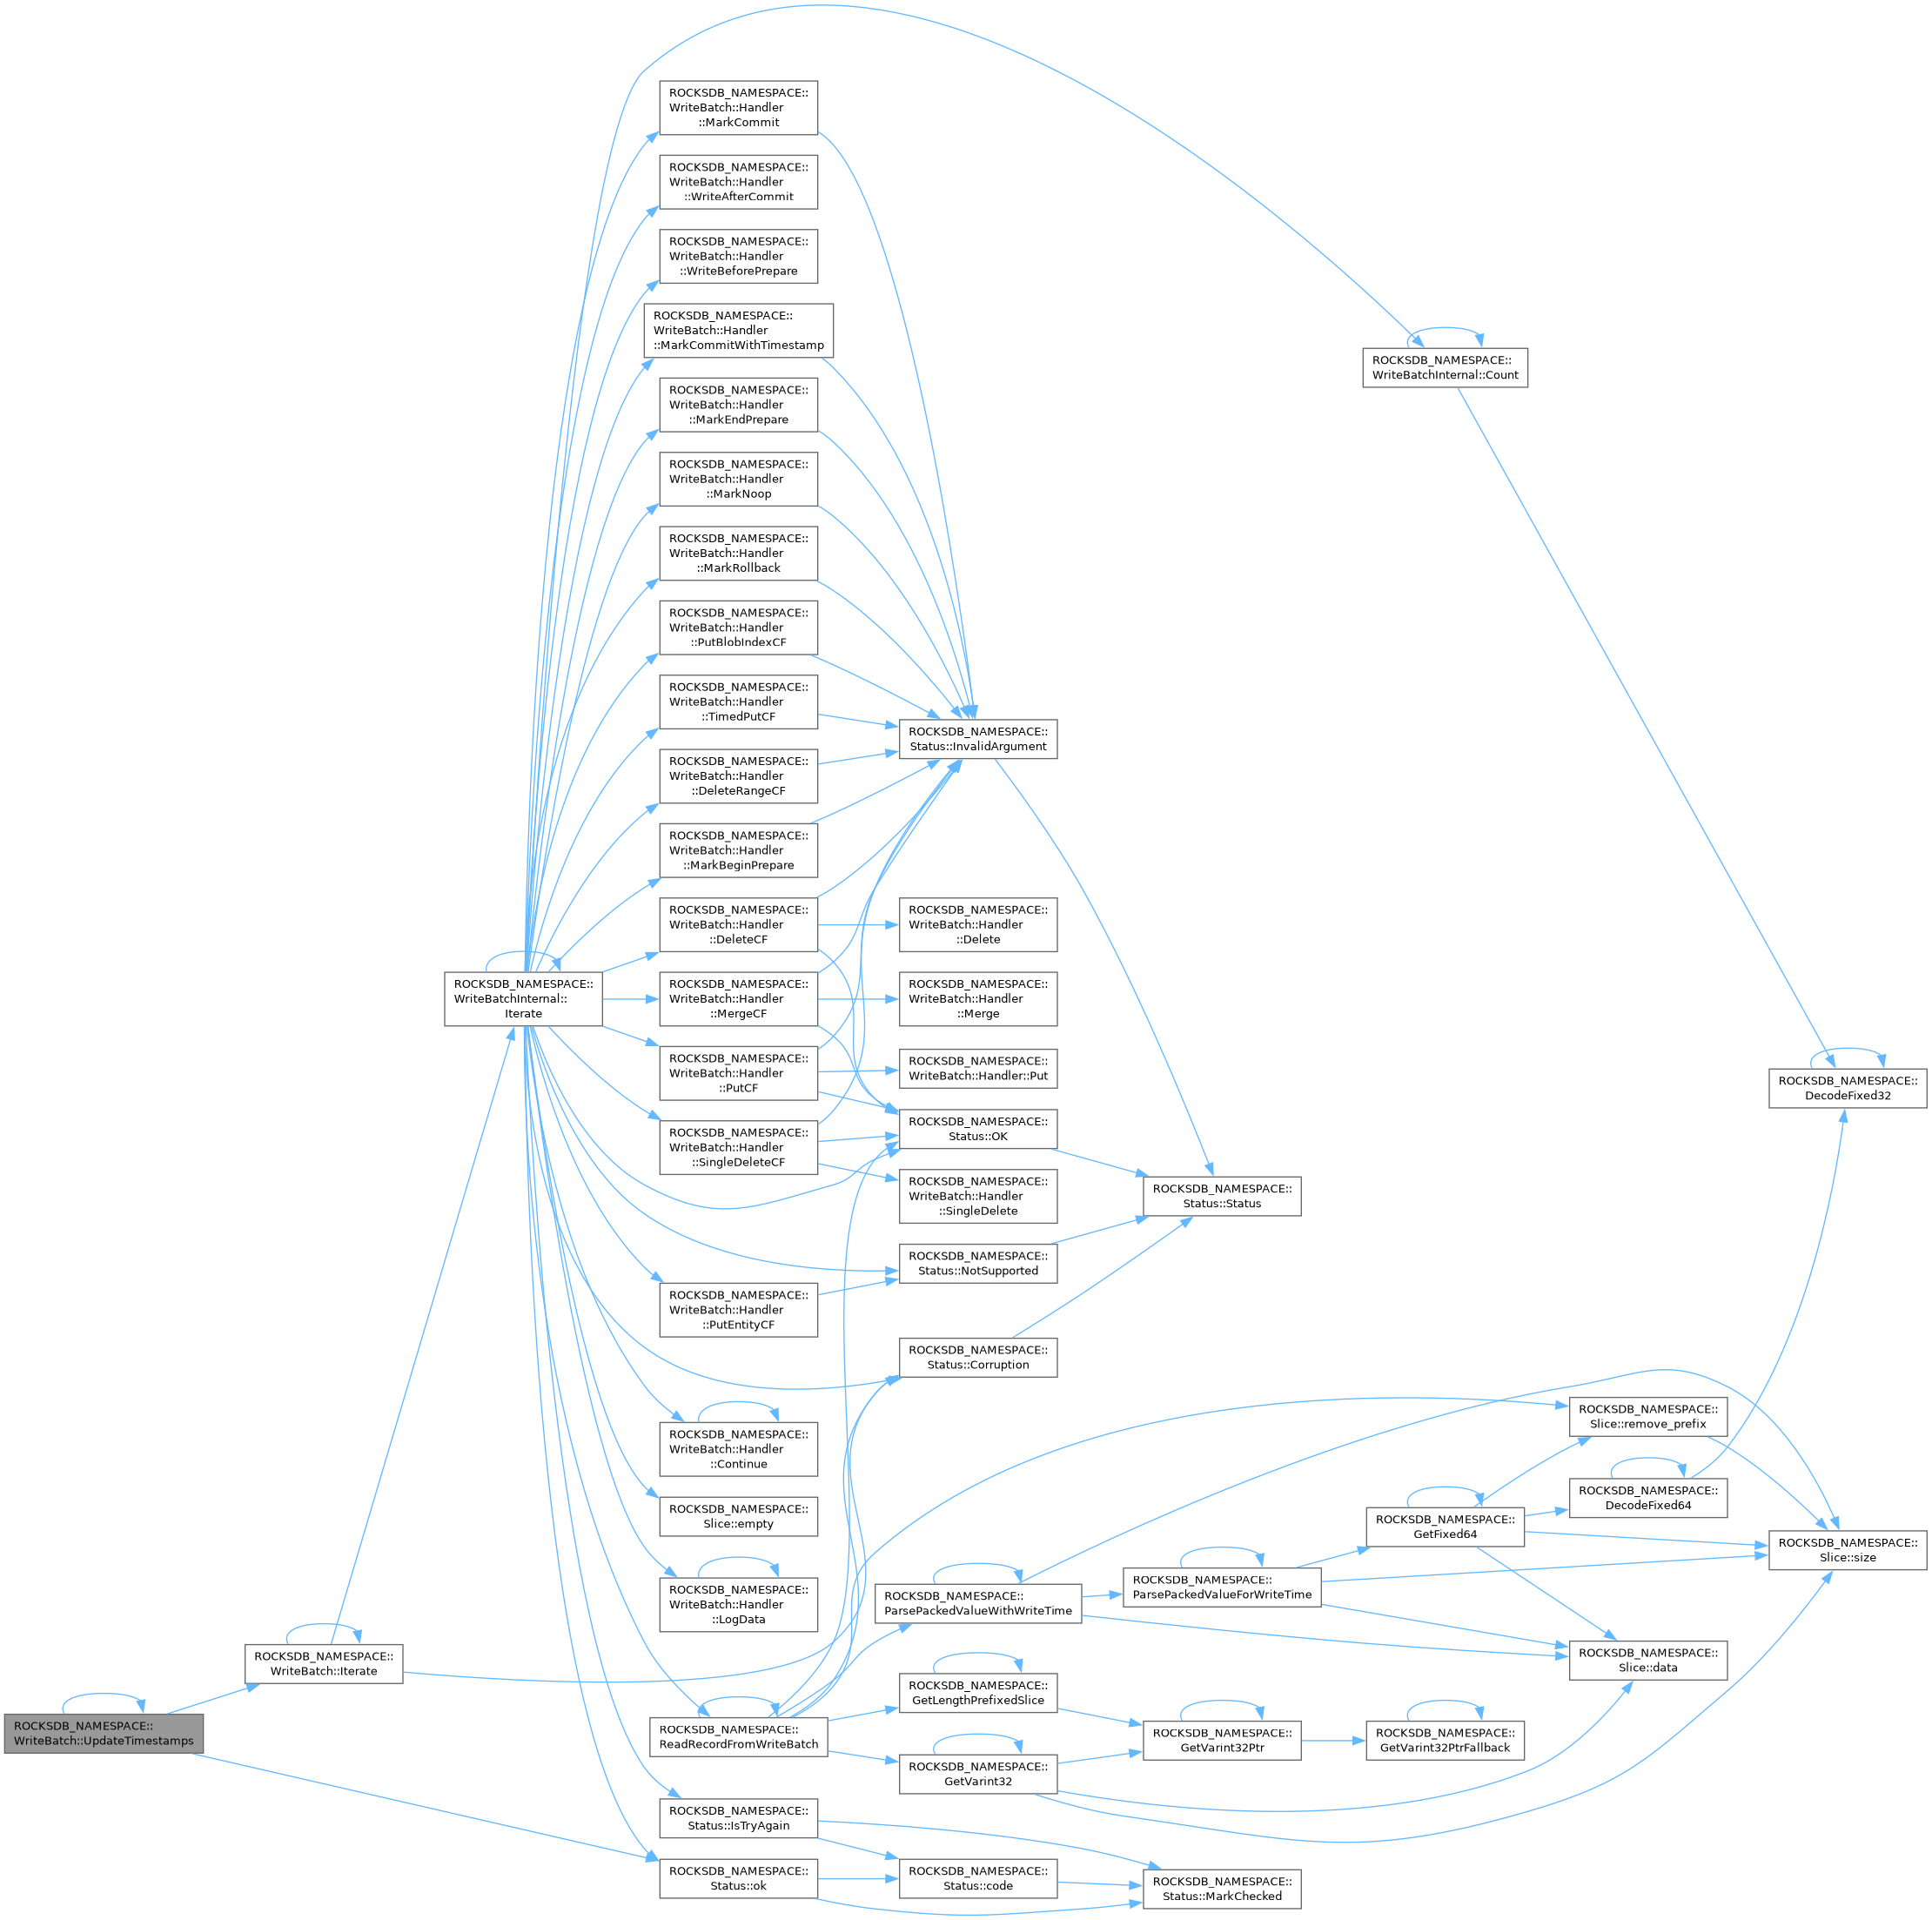 ROCKSDB_NAMESPACE::
WriteBatch::UpdateTimestamps
ROCKSDB_NAMESPACE::
WriteBatch::Iterate
ROCKSDB_NAMESPACE::
WriteBatchInternal::
Iterate
ROCKSDB_NAMESPACE::
WriteBatch::Handler
::MarkCommit
ROCKSDB_NAMESPACE::
WriteBatch::Handler
::WriteAfterCommit
ROCKSDB_NAMESPACE::
WriteBatch::Handler
::WriteBeforePrepare
ROCKSDB_NAMESPACE::
WriteBatch::Handler
::MarkCommitWithTimestamp
ROCKSDB_NAMESPACE::
WriteBatch::Handler
::MarkEndPrepare
ROCKSDB_NAMESPACE::
WriteBatch::Handler
::MarkNoop
ROCKSDB_NAMESPACE::
WriteBatch::Handler
::MarkRollback
ROCKSDB_NAMESPACE::
WriteBatch::Handler
::PutBlobIndexCF
ROCKSDB_NAMESPACE::
WriteBatch::Handler
::TimedPutCF
ROCKSDB_NAMESPACE::
WriteBatch::Handler
::DeleteRangeCF
ROCKSDB_NAMESPACE::
WriteBatch::Handler
::MarkBeginPrepare
ROCKSDB_NAMESPACE::
WriteBatch::Handler
::DeleteCF
ROCKSDB_NAMESPACE::
WriteBatch::Handler
::MergeCF
ROCKSDB_NAMESPACE::
WriteBatch::Handler
::PutCF
ROCKSDB_NAMESPACE::
WriteBatch::Handler
::SingleDeleteCF
ROCKSDB_NAMESPACE::
WriteBatch::Handler
::PutEntityCF
ROCKSDB_NAMESPACE::
WriteBatch::Handler
::Continue
ROCKSDB_NAMESPACE::
Slice::empty
ROCKSDB_NAMESPACE::
WriteBatch::Handler
::LogData
ROCKSDB_NAMESPACE::
ReadRecordFromWriteBatch
ROCKSDB_NAMESPACE::
Status::IsTryAgain
ROCKSDB_NAMESPACE::
Status::ok
ROCKSDB_NAMESPACE::
Status::InvalidArgument
ROCKSDB_NAMESPACE::
WriteBatch::Handler
::Delete
ROCKSDB_NAMESPACE::
WriteBatch::Handler
::Merge
ROCKSDB_NAMESPACE::
WriteBatch::Handler::Put
ROCKSDB_NAMESPACE::
Status::OK
ROCKSDB_NAMESPACE::
WriteBatch::Handler
::SingleDelete
ROCKSDB_NAMESPACE::
Status::NotSupported
ROCKSDB_NAMESPACE::
Status::Corruption
ROCKSDB_NAMESPACE::
ParsePackedValueWithWriteTime
ROCKSDB_NAMESPACE::
GetLengthPrefixedSlice
ROCKSDB_NAMESPACE::
GetVarint32
ROCKSDB_NAMESPACE::
Status::code
ROCKSDB_NAMESPACE::
Status::Status
ROCKSDB_NAMESPACE::
ParsePackedValueForWriteTime
ROCKSDB_NAMESPACE::
GetVarint32Ptr
ROCKSDB_NAMESPACE::
Status::MarkChecked
ROCKSDB_NAMESPACE::
WriteBatchInternal::Count
ROCKSDB_NAMESPACE::
GetFixed64
ROCKSDB_NAMESPACE::
GetVarint32PtrFallback
ROCKSDB_NAMESPACE::
Slice::remove_prefix
ROCKSDB_NAMESPACE::
DecodeFixed64
ROCKSDB_NAMESPACE::
Slice::data
ROCKSDB_NAMESPACE::
DecodeFixed32
ROCKSDB_NAMESPACE::
Slice::size